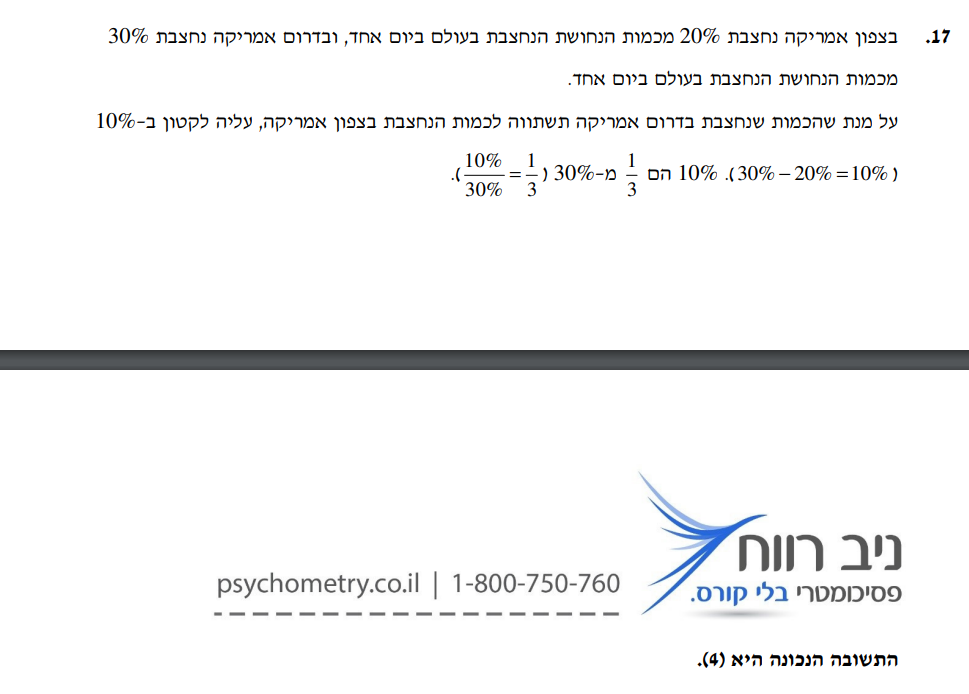 17. בצפון אמריקה נחצבת 20% מכמות הנחושת הנחצבת בעולם ביום אחד, ובדרום אמריקה נחצבת 30%
מכמות הנחושת הנחצבת בעולם ביום אחד.
על מנת שהכמות שנחצבת בדרום אמריקה תשתווה לכמות הנחצבת בצפון אמריקה, עליה לקטון ב-10%
(30% – 20% = 10%). 10% הם 1/3 מ-30% (10%/30% = 1/3).
ניב רווח
פסיכומטרי בלי קורס.
psychometry.co.il | 1-800-750-760
התשובה הנכונה היא (4).